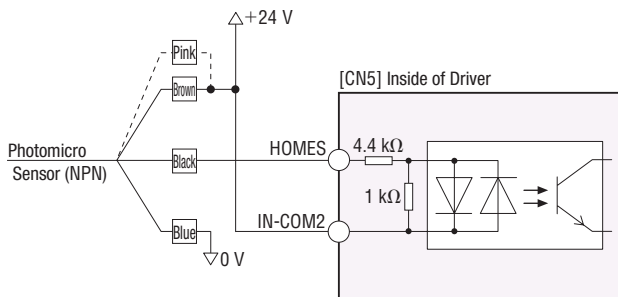 +24 V
Pink
Brown
[CN5] Inside of Driver
Photomicro
Sensor (NPN)
Black
HOMES
4.4 kΩ
1 kΩ
IN-COM2
Blue
0 V